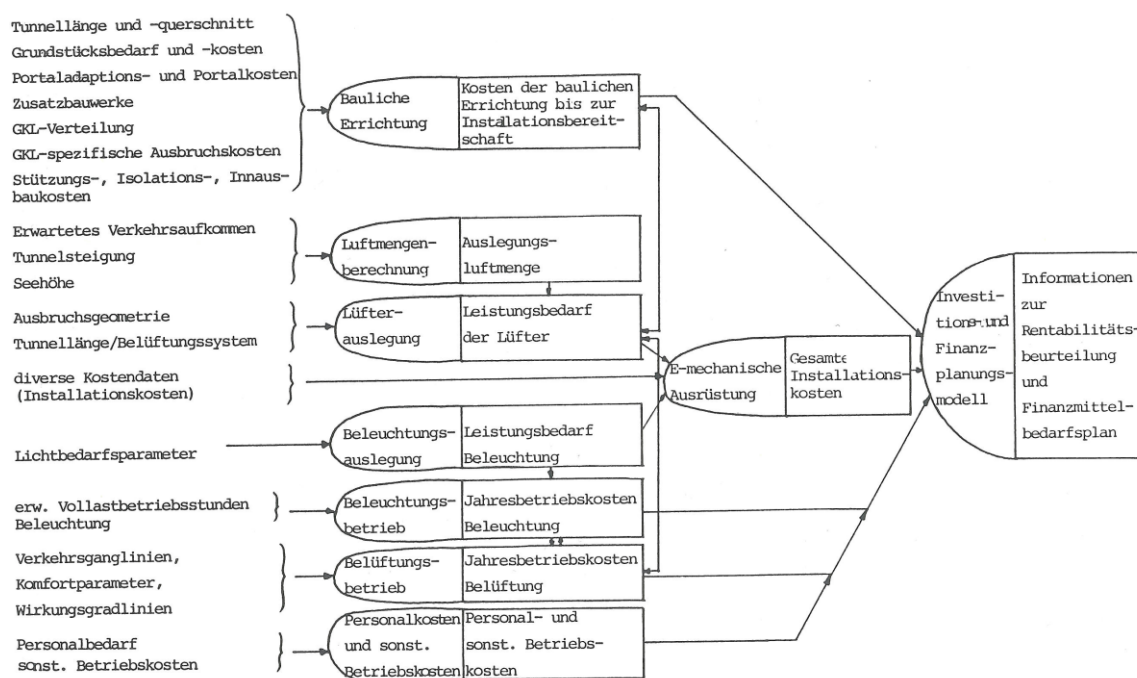 Tunnellänge und -querschnitt
Grundstücksbedarf und -kosten
Portaladaptions- und Portalkosten
Zusatzbauwerke
GKL-Verteilung
GKL-spezifische Ausbruchskosten
Stützungs-, Isolations-, Innaus-
baukosten
Bauliche
Errichtung
Kosten der baulichen
Errichtung bis zur
Installationsbereit-
schaft
Erwartetes Verkehrsaufkommen
Tunnelsteigung
Seehöhe
Luftmengen-
berechnung
Auslegungs-
luftmenge
Ausbruchsgeometrie
Tunnellänge/Belüftungssystem
Lüfter-
auslegung
Leistungsbedarf
der Lüfter
diverse Kostendaten
(Installationskosten)
E-mechanische
Ausrüstung
Gesamte
Installations-
kosten
Investi-
tions-und
Finanz-
planungs-
modell
Informationen
zur
Rentabilitäts-
beurteilung
und
Finanzmittel-
bedarfsplan
Lichtbedarfsparameter
Beleuchtungs-
auslegung
Leistungsbedarf
Beleuchtung
erw. Vollastbetriebsstunden
Beleuchtung
Beleuchtungs-
betrieb
Jahresbetriebskosten
Beleuchtung
Verkehrsganglinien,
Komfortparameter,
Wirkungsgradlinien
Belüftungs-
betrieb
Jahresbetriebskosten
Belüftung
Personalbedarf
sonst. Betriebskosten
Personalkosten
und sonst.
Betriebskosten
Personal- und
sonst. Betriebs-
kosten